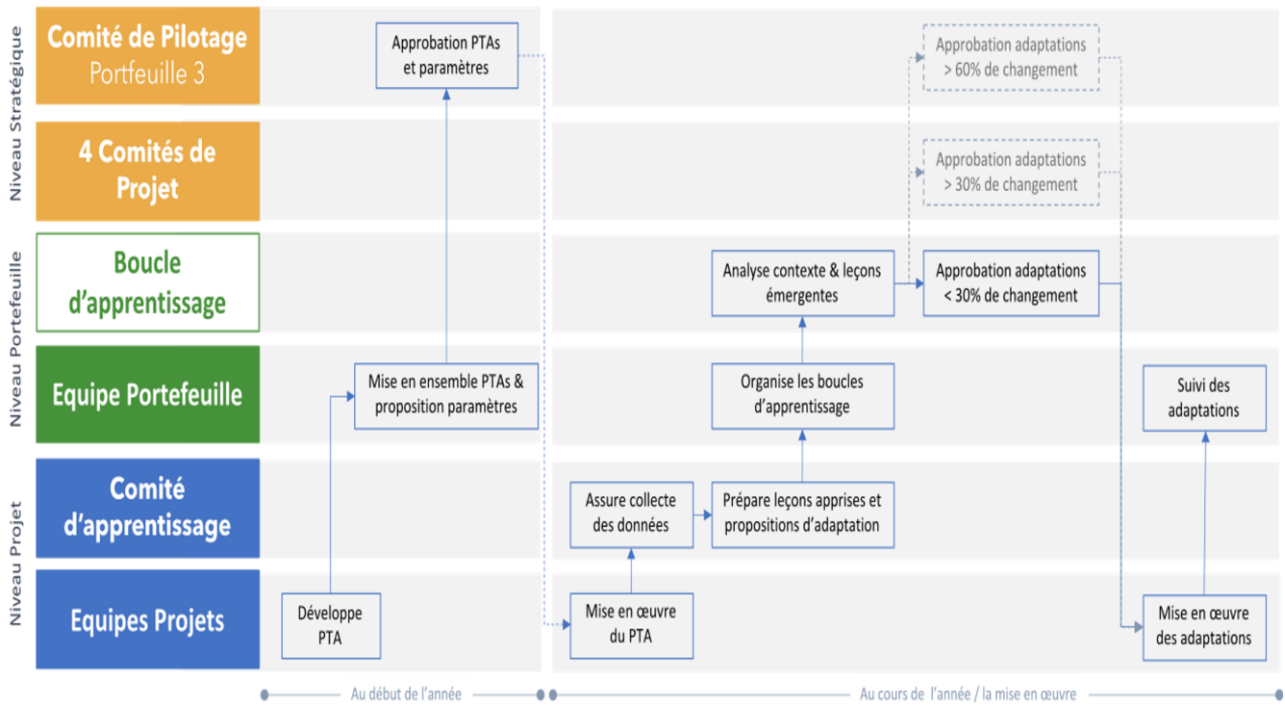 Niveau Stratégique
Comité de Pilotage
Portfeuille 3
Approbation PTAs
et paramètres
Approbation adaptations
> 60% de changement
4 Comités de
Projet
Approbation adaptations
> 30% de changement
Niveau Portefeuille
Boucle
d'apprentissage
Analyse contexte & leçons
émergentes
Approbation adaptations
< 30% de changement
Equipe Portefeuille
Mise en ensemble PTAs &
proposition paramètres
Organise les boucles
d'apprentissage
Suivi des
adaptations
Niveau Projet
Comité
d'apprentissage
Assure collecte
des données
Prépare leçons apprises et
propositions d'adaptation
Equipes Projets
Développe
PTA
Mise en œuvre
du PTA
Mise en œuvre
des adaptations
Au début de l'année
Au cours de l'année / la mise en œuvre